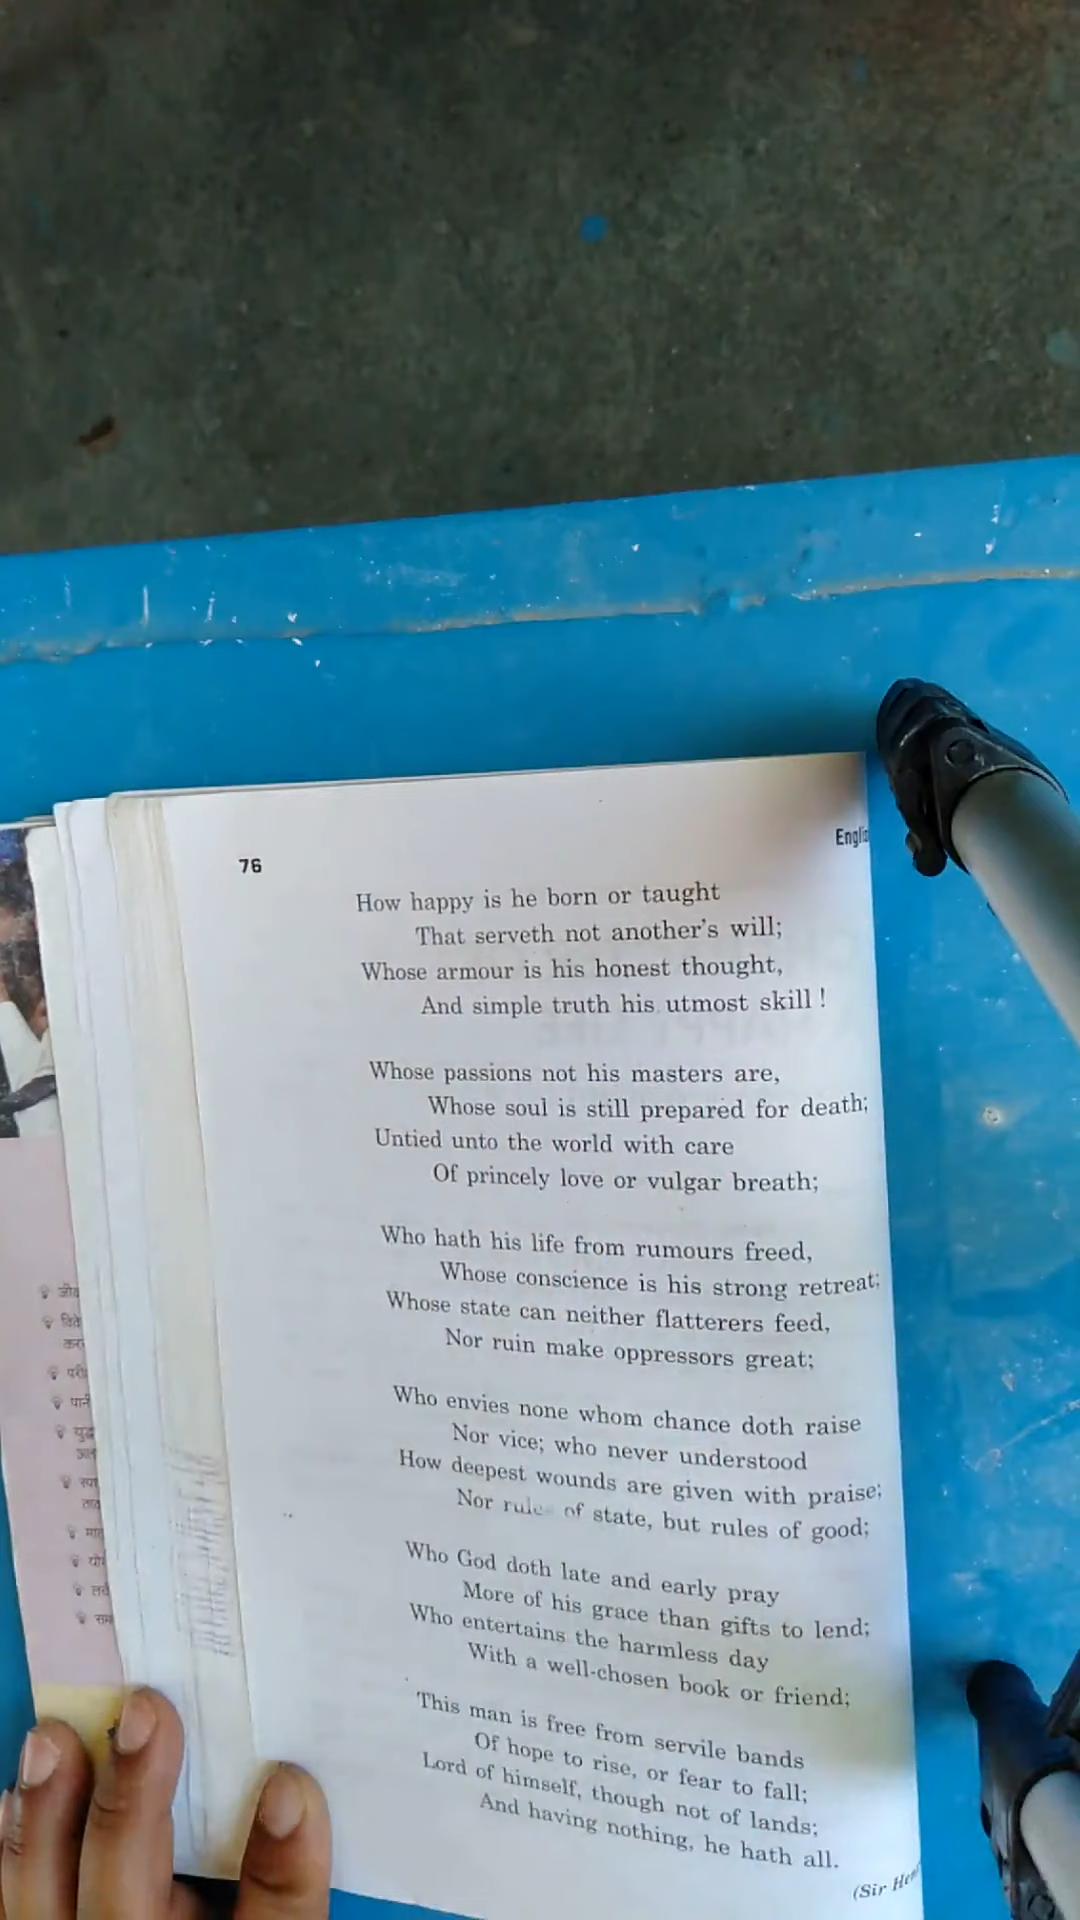 76
How happy is he born or taught
That serveth not another's will;
Whose armour is his honest thought,
And simple truth his utmost skill !
Whose passions not his masters are,
Whose soul is still prepared for death;
Untied unto the world with care
Of princely love or vulgar breath;
Who hath his life from rumours freed,
Whose conscience is his strong retreat;
Whose state can neither flatterers feed,
Nor ruin make oppressors great;
Who envies none whom chance doth raise
Nor vice; who never understood
How deepest wounds are given with praise;
Nor rules of state, but rules of good;
Who God doth late and early pray
More of his grace than gifts to lend;
Who entertains the harmless day
With a well-chosen book or friend;
This man is free from servile bands
Of hope to rise, or fear to fall;
Lord of himself, though not of lands;
And having nothing, he hath all.
(Sir